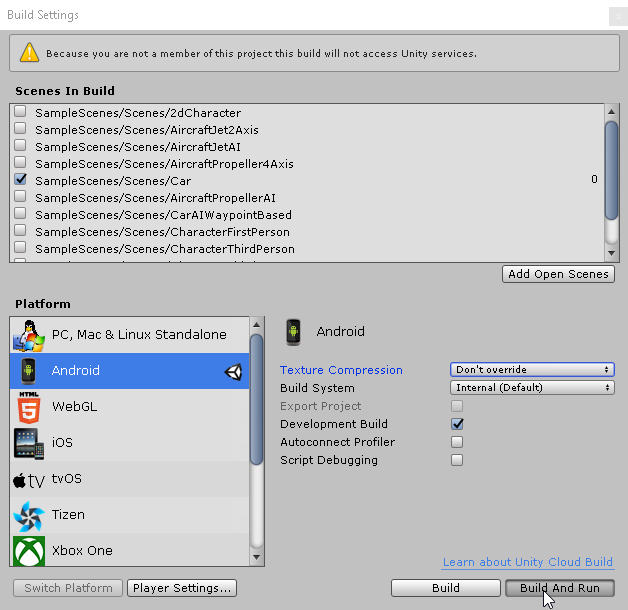 Build Settings
x
Because you are not a member of this project this build will not access Unity services.
Scenes In Build
SampleScenes/Scenes/2dCharacter
SampleScenes/Scenes/AircraftJet2Axis
SampleScenes/Scenes/AircraftJetAI
SampleScenes/Scenes/AircraftPropeller4Axis
SampleScenes/Scenes/Car 0
SampleScenes/Scenes/AircraftPropellerAI
SampleScenes/Scenes/CarAIWaypointBased
SampleScenes/Scenes/CharacterFirstPerson
SampleScenes/Scenes/CharacterThirdPerson
Add Open Scenes
Platform
PC, Mac & Linux Standalone
Android
HTML
5
WebGL
iOS
tv
tvOS
Tizen
Xbox One
Android
Texture Compression Don't override
Build System Internal (Default)
Export Project
Development Build
Autoconnect Profiler
Script Debugging
Learn about Unity Cloud Build
Switch Platform Player Settings... Build Build And Run